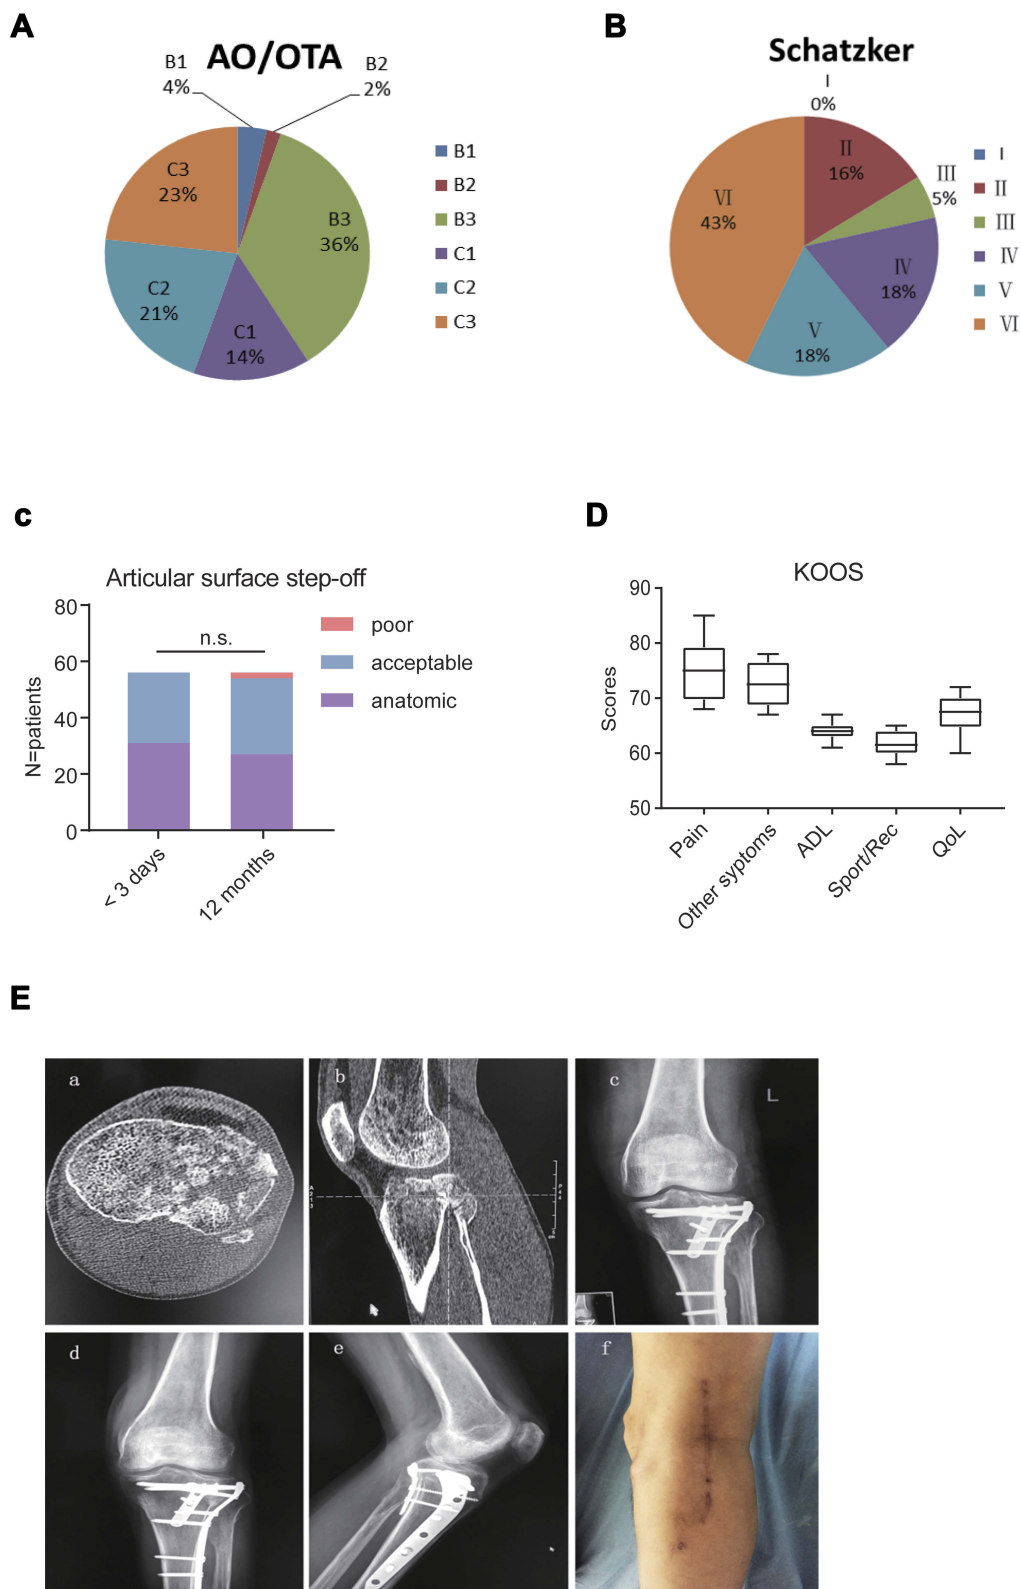 A
AO/OTA
B1
4%
B2
2%
B3
36%
C1
14%
C2
21%
C3
23%
B1
B2
B3
C1
C2
C3
B
Schatzker
I
0%
II
16%
III
5%
IV
18%
V
18%
VI
43%
I
II
III
IV
V
VI
c
Articular surface step-off
n.s.
80
60
40
20
0
N=patients
< 3 days
12 months
poor
acceptable
anatomic
D
KOOS
90
80
70
60
50
Scores
Pain
Other syptoms
ADL
Sport/Rec
QoL
E
a
b
c
L
d
e
f